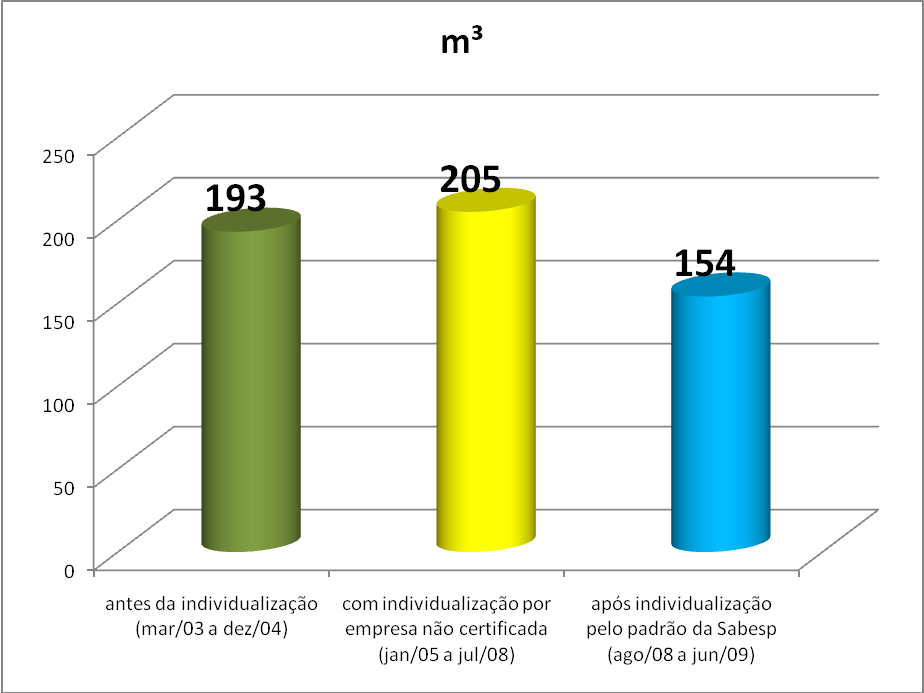 m³
250
200
150
100
50
0
193
205
154
antes da individualização
(mar/03 a dez/04)
com individualização por
empresa não certificada
(jan/05 a jul/08)
após individualização
pelo padrão da Sabesp
(ago/08 a jun/09)